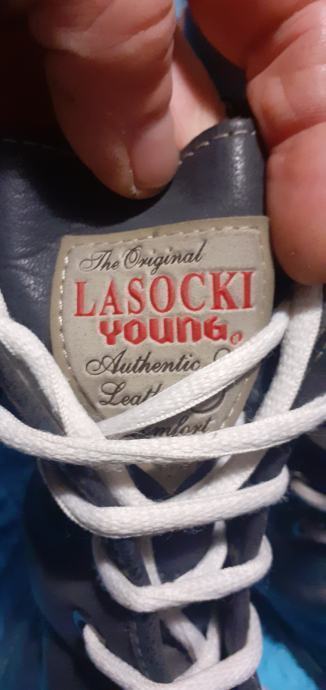 The Original
LASOCKI
YOUNG
Authentic